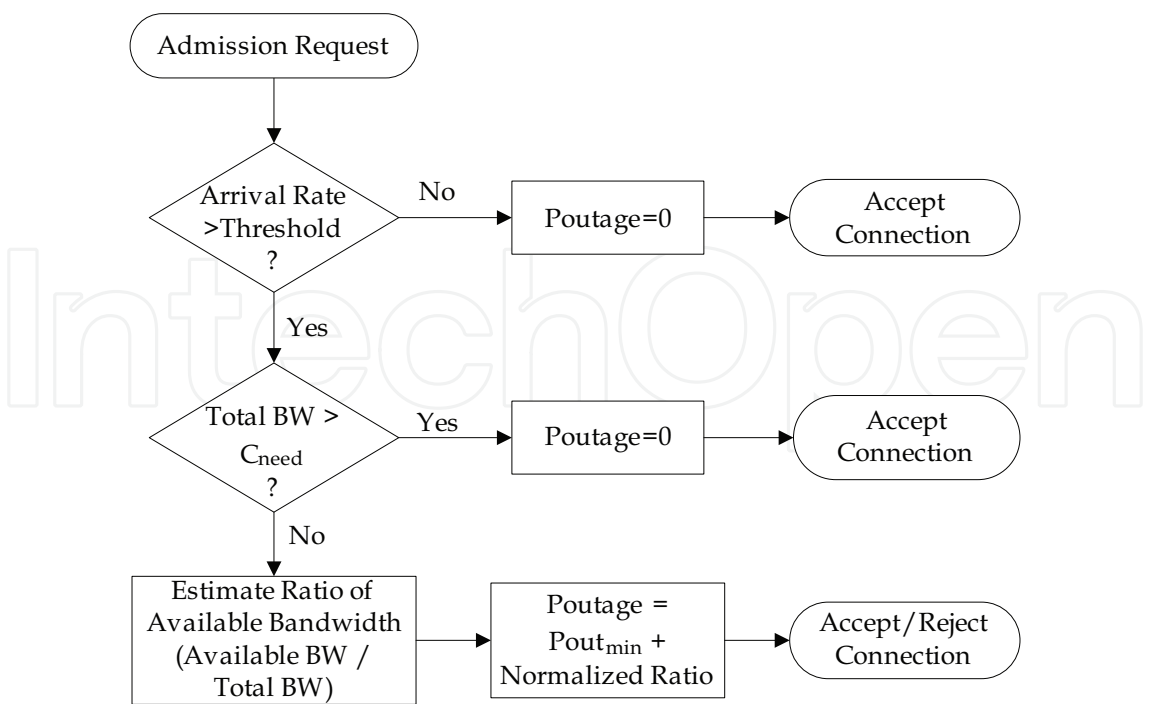 Admission Request
Arrival Rate
>Threshold
?
No
Poutage=0
Accept
Connection
Yes
Total BW >
Cneed
?
Yes
Poutage=0
Accept
Connection
No
Estimate Ratio of
Available Bandwidth
(Available BW /
Total BW)
Poutage =
Poutmin +
Normalized Ratio
Accept/Reject
Connection
IntechOpen